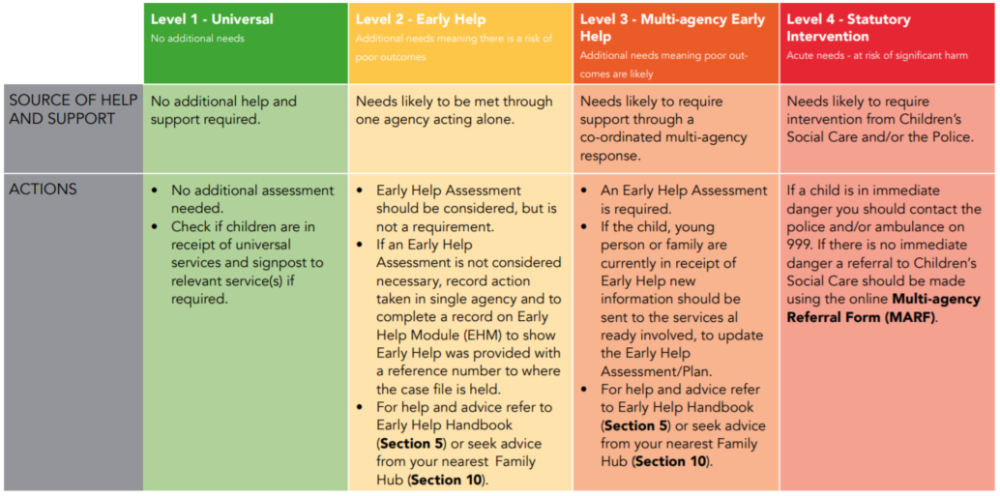 Level 1 - Universal
No additional needs
Level 2 - Early Help
Additional needs meaning there is a risk of
poor outcomes
Level 3 - Multi-agency Early
Help
Additional needs meaning poor out-
comes are likely
Level 4 - Statutory
Intervention
Acute needs - at risk of significant harm
SOURCE OF HELP
AND SUPPORT
No additional help and
support required.
Needs likely to be met through
one agency acting alone.
Needs likely to require
support through a
co-ordinated multi-agency
response.
Needs likely to require
intervention from Children's
Social Care and/or the Police.
ACTIONS
• No additional assessment
needed.
• Check if children are in
receipt of universal
services and signpost to
relevant service(s) if
required.
• Early Help Assessment
should be considered, but is
not a requirement.
• If an Early Help
Assessment is not considered
necessary, record action
taken in single agency and to
complete a record on Early
Help Module (EHM) to show
Early Help was provided with
a reference number to where
the case file is held.
• For help and advice refer to
Early Help Handbook
(Section 5) or seek advice
from your nearest Family
Hub (Section 10).
• An Early Help Assessment
is required.
• If the child, young
person or family are
currently in receipt of
Early Help new
information should be
sent to the services al
ready involved, to update
the Early Help
Assessment/Plan.
• For help and advice refer
to Early Help Handbook
(Section 5) or seek advice
from your nearest Family
Hub (Section 10).
If a child is in immediate
danger you should contact the
police and/or ambulance on
999. If there is no immediate
danger a referral to Children's
Social Care should be made
using the online Multi-agency
Referral Form (MARF).